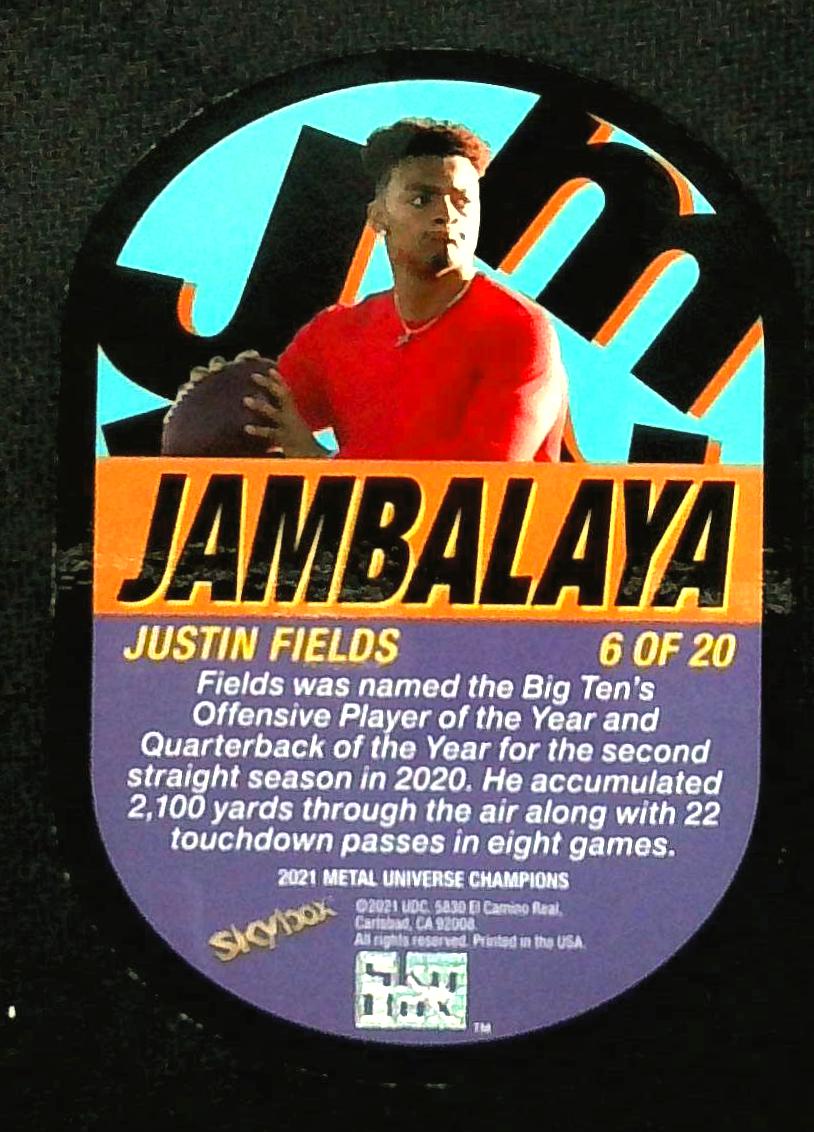 JAMBALAYA
JUSTIN FIELDS 6 OF 20
Fields was named the Big Ten's
Offensive Player of the Year and
Quarterback of the Year for the second
straight season in 2020. He accumulated
2,100 yards through the air along with 22
touchdown passes in eight games.
2021 METAL UNIVERSE CHAMPIONS
Skybox
©2021 UDC. 5830 El Camino Real,
Carlsbad, CA 92008.
All rights reserved. Printed in the USA.
Sky
Box
TM